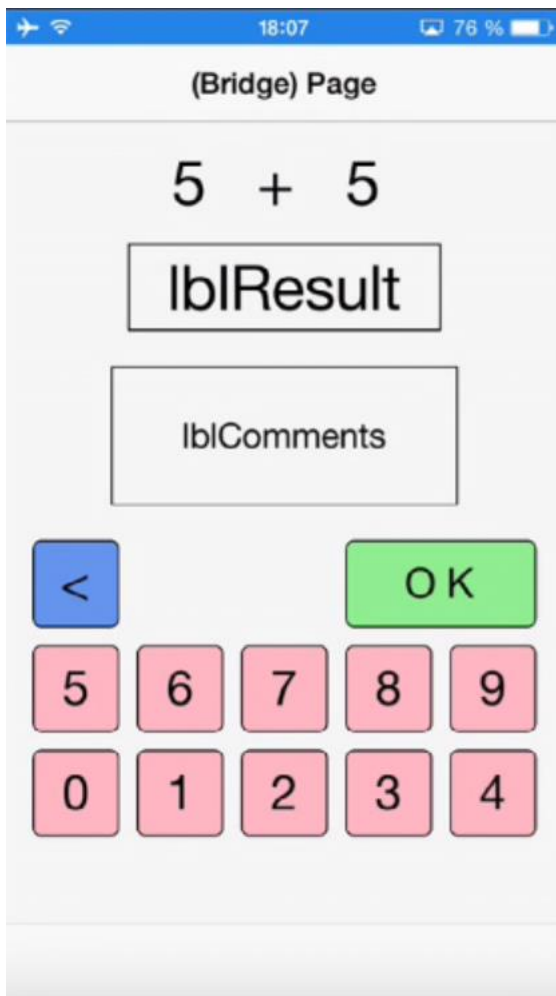 18:07 76 %
(Bridge) Page
5 + 5
lblResult
lblComments
< O K
5 6 7 8 9
0 1 2 3 4